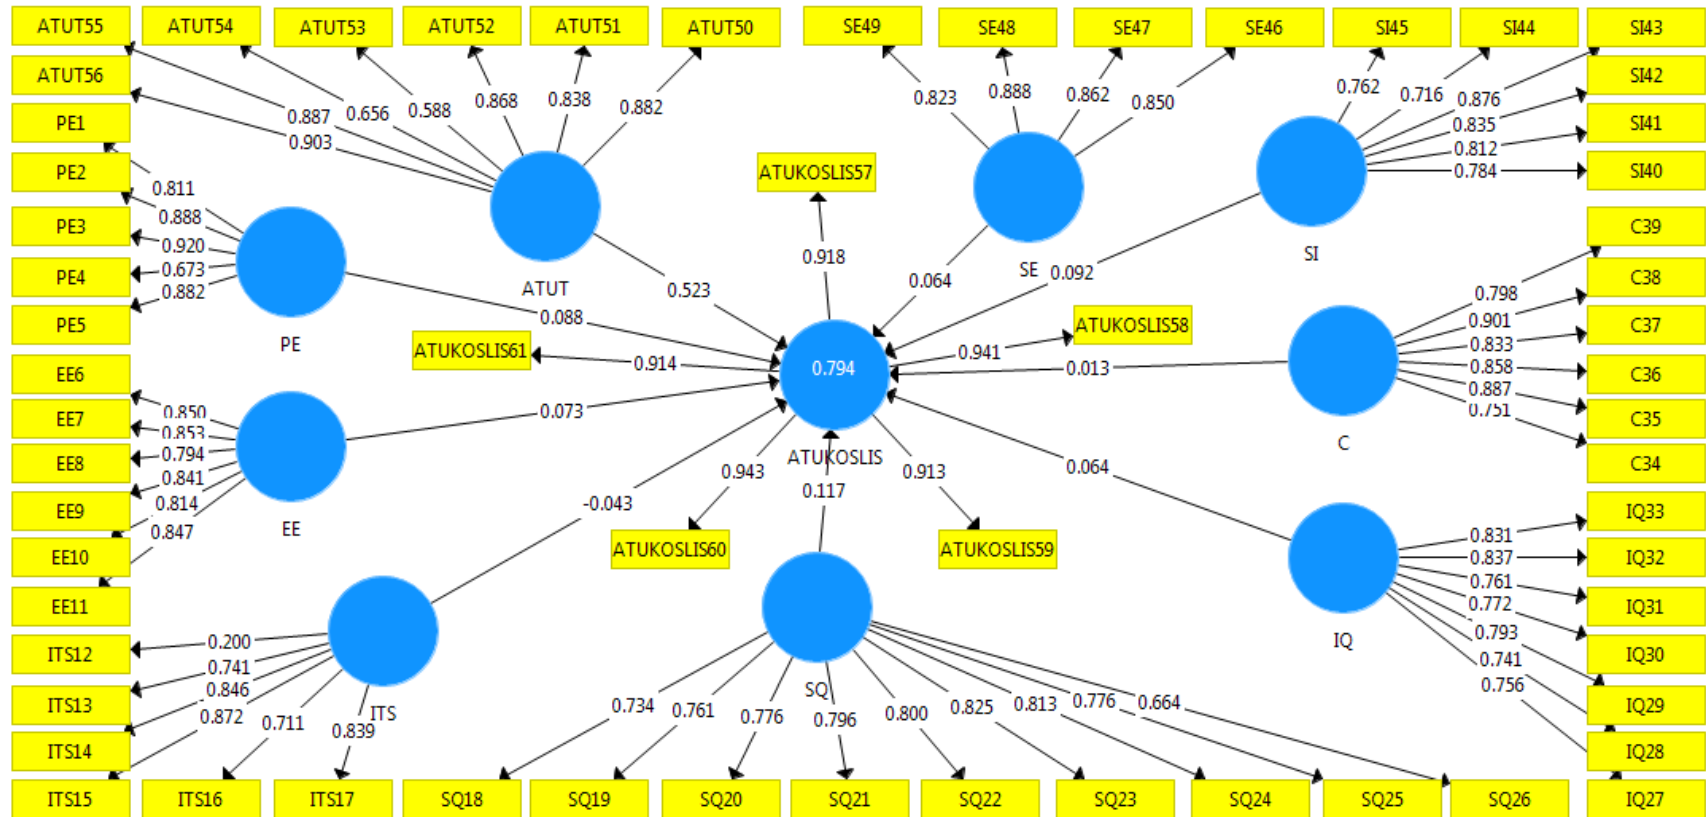 ATUT55 ATUT54 ATUT53 ATUT52 ATUT51 ATUT50 SE49 SE48 SE47 SE46 SI45 SI44 SI43
ATUT56 SI42
PE1 SI41
PE2 SI40
PE3 C39
PE4 C38
PE5 C37
EE6 C36
EE7 C35
EE8 C34
EE9 IQ33
EE10 IQ32
EE11 IQ31
ITS12 IQ30
ITS13 IQ29
ITS14 IQ28
ITS15 ITS16 ITS17 SQ18 SQ19 SQ20 SQ21 SQ22 SQ23 SQ24 SQ25 SQ26 IQ27
0.887 0.656 0.588 0.868 0.838 0.882
0.903
ATUT
0.523
0.823 0.888 0.862 0.850
SE
0.064
0.762 0.716 0.876
0.835
0.812
0.784
SI
0.092
0.811
0.888
0.920
0.673
0.882
PE
0.088
ATUKOSLIS57
0.918
ATUKOSLIS61
0.914
0.794
ATUKOSLIS
0.941
ATUKOSLIS58
0.943
ATUKOSLIS60
0.913
ATUKOSLIS59
0.798
0.901
0.833
0.858
0.887
0.751
C
0.013
0.850
0.853
0.794
0.841
0.814
0.847
EE
0.073
0.831
0.837
0.761
0.772
0.793
0.741
0.756
IQ
0.064
0.200
0.741
0.846
0.872
0.711
0.839
ITS
-0.043
0.117
SQ
0.734 0.761 0.776 0.796 0.800 0.825 0.813 0.776 0.664